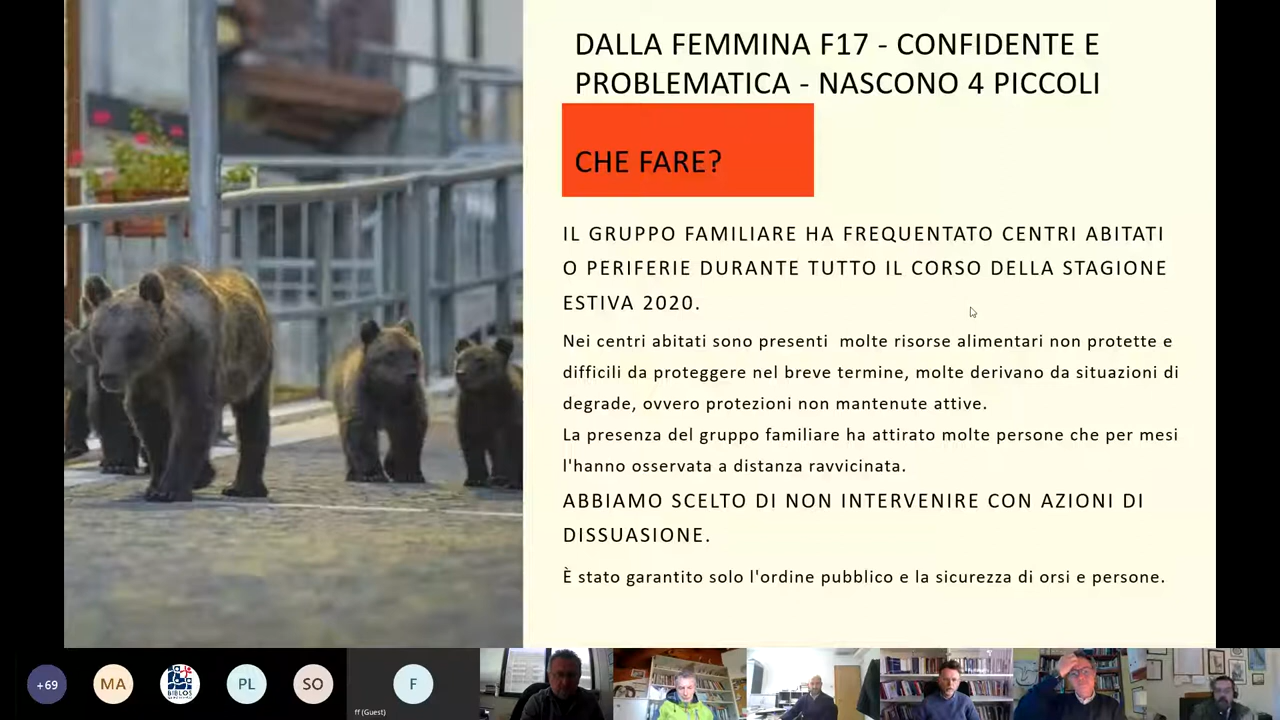 DALLA FEMMINA F17 - CONFIDENTE E
PROBLEMATICA - NASCONO 4 PICCOLI
CHE FARE?
IL GRUPPO FAMILIARE HA FREQUENTATO CENTRI ABITATI
O PERIFERIE DURANTE TUTTO IL CORSO DELLA STAGIONE
ESTIVA 2020.
Nei centri abitati sono presenti molte risorse alimentari non protette e
difficili da proteggere nel breve termine, molte derivano da situazioni di
degrade, ovvero protezioni non mantenute attive.
La presenza del gruppo familiare ha attirato molte persone che per mesi
l'hanno osservata a distanza ravvicinata.
ABBIAMO SCELTO DI NON INTERVENIRE CON AZIONI DI
DISSUASIONE.
È stato garantito solo l'ordine pubblico e la sicurezza di orsi e persone.
+69
MA
BIBLOS
PL
SO
F
ff (Guest)